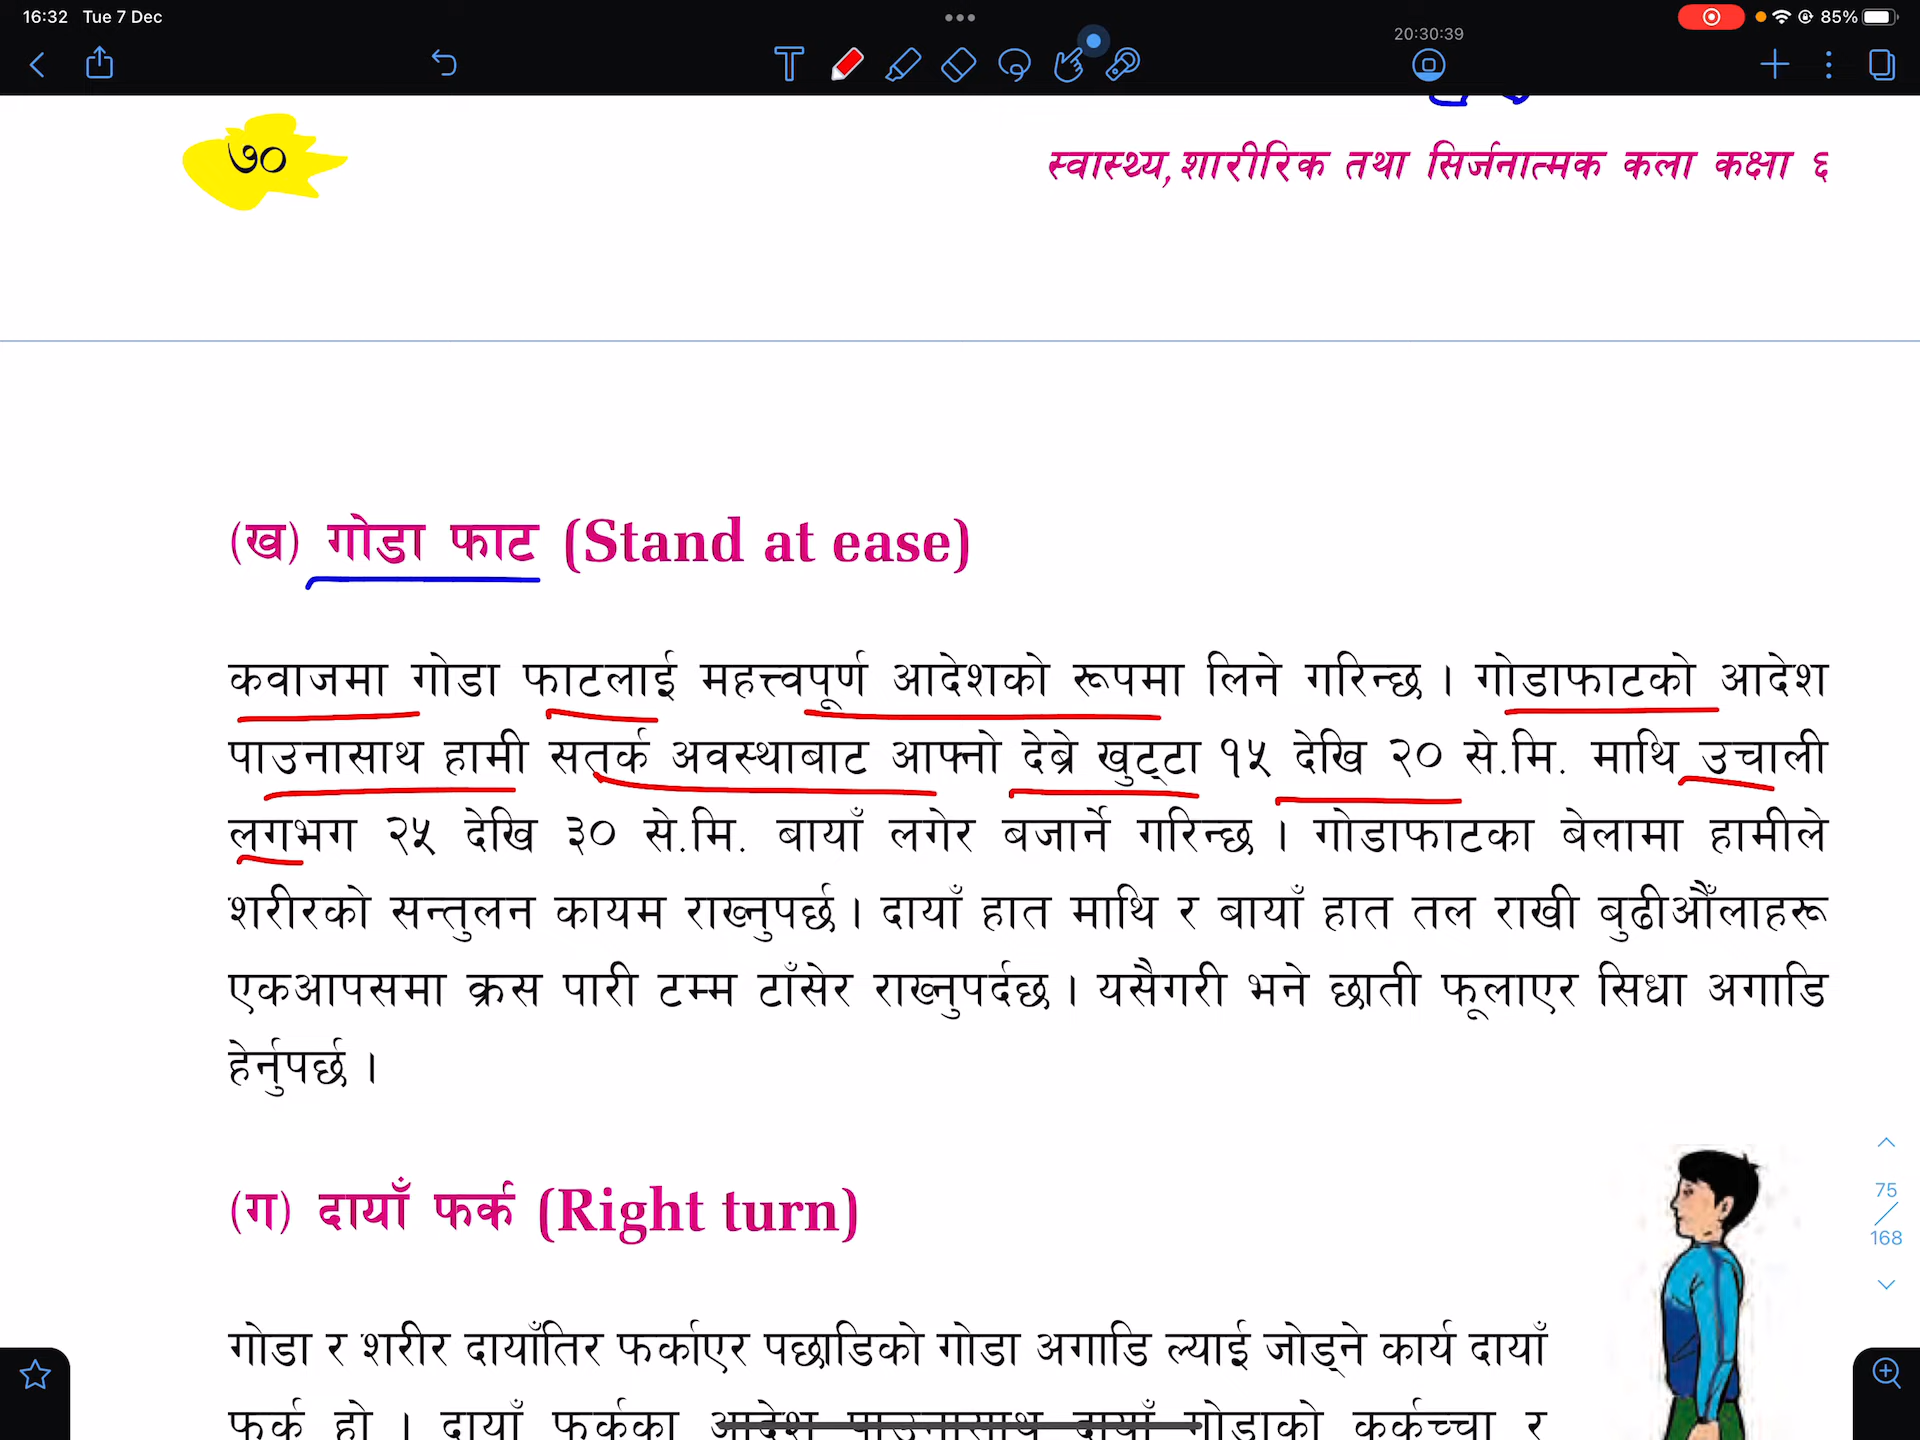 16:32 Tue 7 Dec
85%
20:30:39
७०
स्वास्थ्य, शारीरिक तथा सिर्जनात्मक कला कक्षा ६
(ख) गोडा फाट (Stand at ease)
कवाजमा गोडा फाटलाई महत्त्वपूर्ण आदेशको रूपमा लिने गरिन्छ । गोडाफाटको आदेश
पाउनासाथ हामी सतर्क अवस्थाबाट आफ्नो देब्रे खुट्टा १५ देखि २० से.मि. माथि उचाली
लगभग २५ देखि ३० से.मि. बायाँ लगेर बजार्ने गरिन्छ । गोडाफाटका बेलामा हामीले
शरीरको सन्तुलन कायम राख्नुपर्छ । दायाँ हात माथि र बायाँ हात तल राखी बुढीऔँलाहरू
एकआपसमा क्रस पारी टम्म टाँसेर राख्नुपर्दछ । यसैगरी भने छाती फूलाएर सिधा अगाडि
हेर्नुपर्छ ।
(ग) दायाँ फर्क (Right turn)
75
168
गोडा र शरीर दायाँतिर फर्काएर पछाडिको गोडा अगाडि ल्याई जोड्ने कार्य दायाँ
फर्क हो । दायाँ फर्कका आदेश पाउनासाथ दायाँ गोडाको कर्कच्चा र